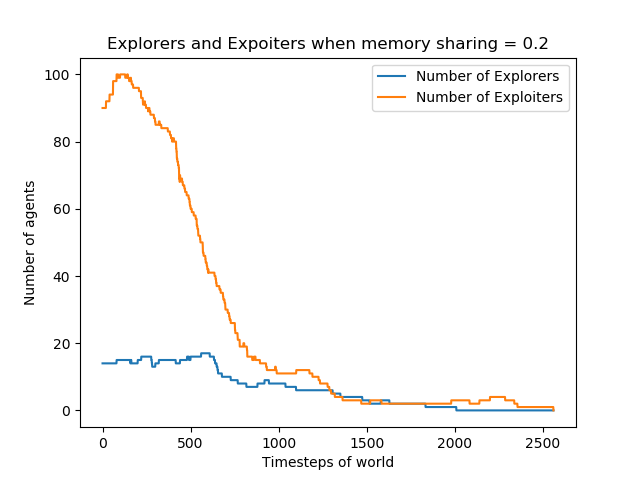 Explorers and Expoiters when memory sharing = 0.2
Number of Explorers
Number of Exploiters
100
80
60
40
20
0
Number of agents
0 500 1000 1500 2000 2500
Timesteps of world